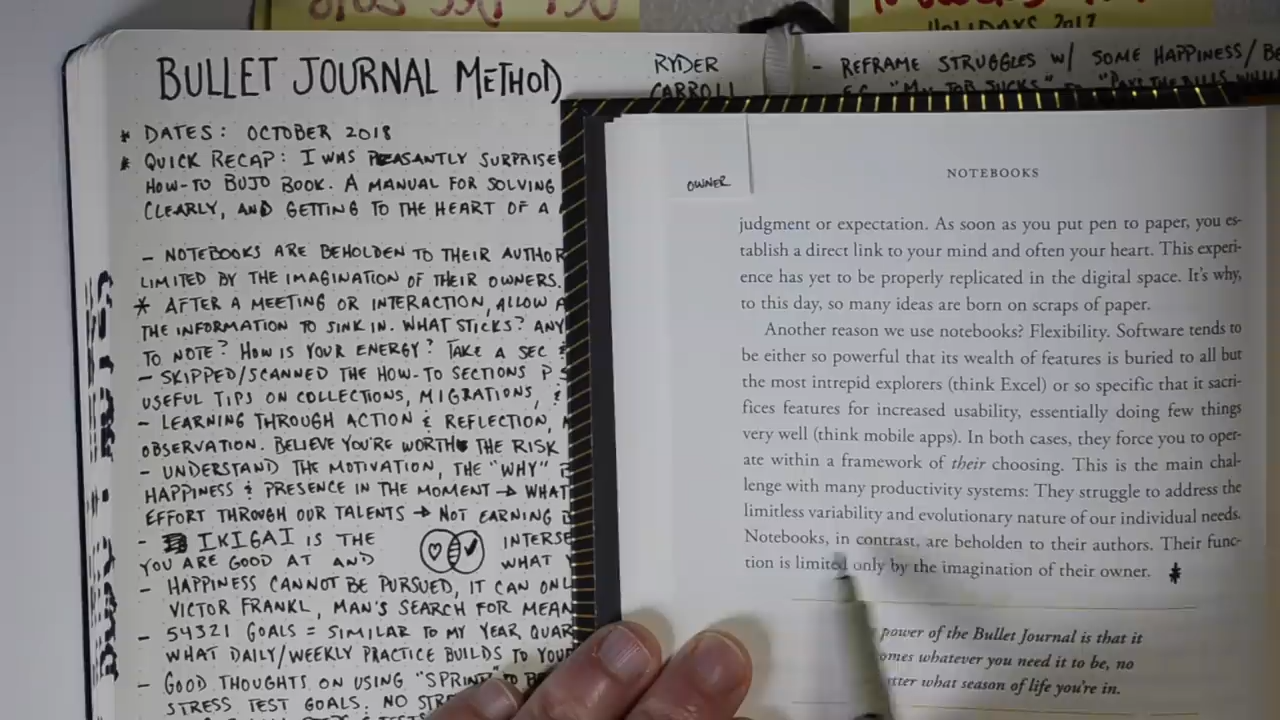 HOLIDAYS 2017
BULLET JOURNAL METHOD
RYDER
CARROLL
* DATES: OCTOBER 2018
* QUICK RECAP: I WAS PLEASANTLY SURPRISE
HOW-TO BUJO BOOK. A MANUAL FOR SOLVING
CLEARLY, AND GETTING TO THE HEART OF A
- NOTEBOOKS ARE BEHOLDEN TO THEIR AUTHOR
LIMITED BY THE IMAGINATION OF THEIR OWNERS.
* AFTER A MEETING OR INTERACTION, ALLOW A
THE INFORMATION TO SINK IN. WHAT STICKS? ANY
TO NOTE? HOW IS YOUR ENERGY? TAKE A SEC
- SKIPPED/SCANNED THE HOW-TO SECTIONS P
USEFUL TIPS ON COLLECTIONS, MIGRATIONS, &
- LEARNING THROUGH ACTION & REFLECTION,
OBSERVATION. BELIEVE YOU'RE WORTH THE RISK
- UNDERSTAND THE MOTIVATION, THE "WHY"
HAPPINESS & PRESENCE IN THE MOMENT → WHAT
EFFORT THROUGH OUR TALENTS → NOT EARNING
- IKIGAI IS THE INTERSE
YOU ARE GOOD AT AND WHAT Y
- HAPPINESS CANNOT BE PURSUED, IT CAN ONL
VICTOR FRANKL, MAN'S SEARCH FOR MEAN
- 54321 GOALS = SIMILAR TO MY YEAR, QUAR
WHAT DAILY/WEEKLY PRACTICE BUILDS TO YOUR
- GOOD THOUGHTS ON USING "SPRINT" TO
STRESS TEST GOALS. NO STRE
- REFRAME STRUGGLES W/ SOME HAPPINESS/BE
E.G. "MY JOB SUCKS" TO "PAYS THE BILLS
OWNER
NOTEBOOKS
judgment or expectation. As soon as you put pen to paper, you es-
tablish a direct link to your mind and often your heart. This experi-
ence has yet to be properly replicated in the digital space. It's why,
to this day, so many ideas are born on scraps of paper.
Another reason we use notebooks? Flexibility. Software tends to
be either so powerful that its wealth of features is buried to all but
the most intrepid explorers (think Excel) or so specific that it sacri-
fices features for increased usability, essentially doing few things
very well (think mobile apps). In both cases, they force you to oper-
ate within a framework of their choosing. This is the main chal-
lenge with many productivity systems: They struggle to address the
limitless variability and evolutionary nature of our individual needs.
Notebooks, in contrast, are beholden to their authors. Their func-
tion is limited only by the imagination of their owner. *
power of the Bullet Journal is that it
omes whatever you need it to be, no
tter what season of life you're in.